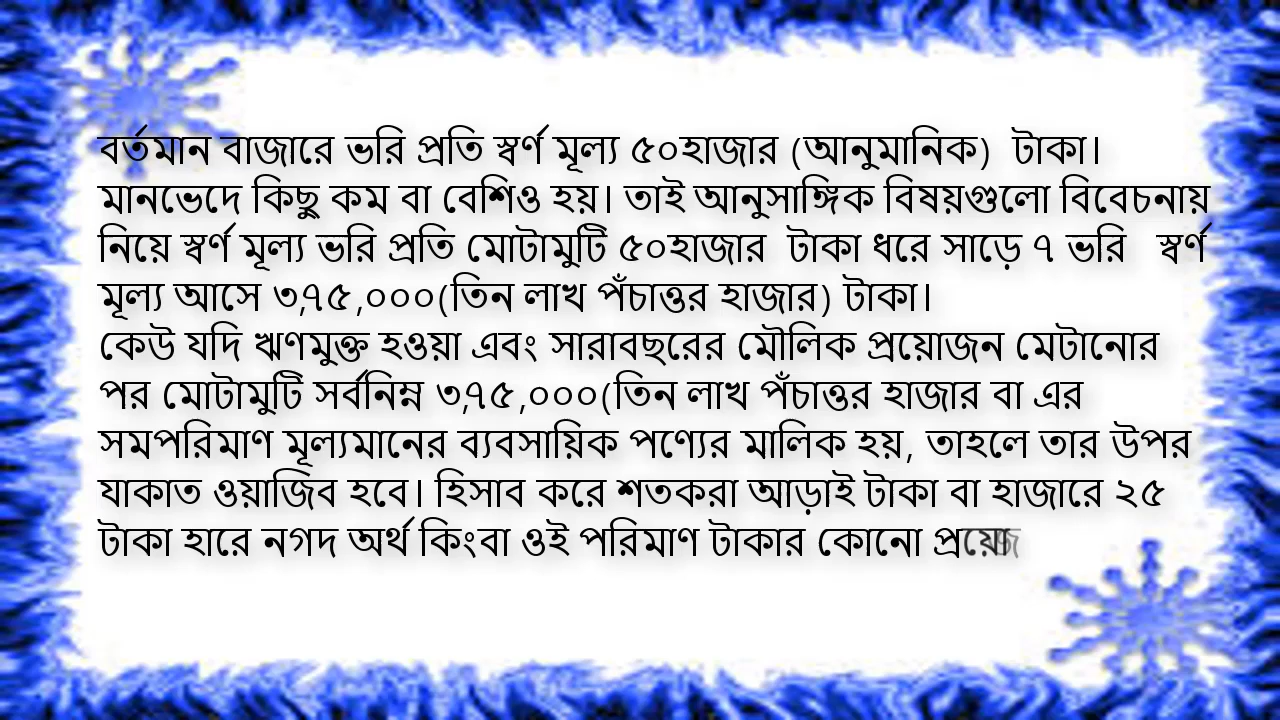 বর্তমান বাজারে ভরি প্রতি স্বর্ণ মূল্য ৫০হাজার (আনুমানিক) টাকা।
মানভেদে কিছু কম বা বেশিও হয়। তাই আনুসাঙ্গিক বিষয়গুলো বিবেচনায়
নিয়ে স্বর্ণ মূল্য ভরি প্রতি মোটামুটি ৫০হাজার টাকা ধরে সাড়ে ৭ ভরি স্বর্ণ
মূল্য আসে ৩,৭৫,০০০(তিন লাখ পঁচাত্তর হাজার) টাকা।
কেউ যদি ঋণমুক্ত হওয়া এবং সারাবছরের মৌলিক প্রয়োজন মেটানোর
পর মোটামুটি সর্বনিম্ন ৩,৭৫,০০০(তিন লাখ পঁচাত্তর হাজার বা এর
সমপরিমাণ মূল্যমানের ব্যবসায়িক পণ্যের মালিক হয়, তাহলে তার উপর
যাকাত ওয়াজিব হবে। হিসাব করে শতকরা আড়াই টাকা বা হাজারে ২৫
টাকা হারে নগদ অর্থ কিংবা ওই পরিমাণ টাকার কোনো